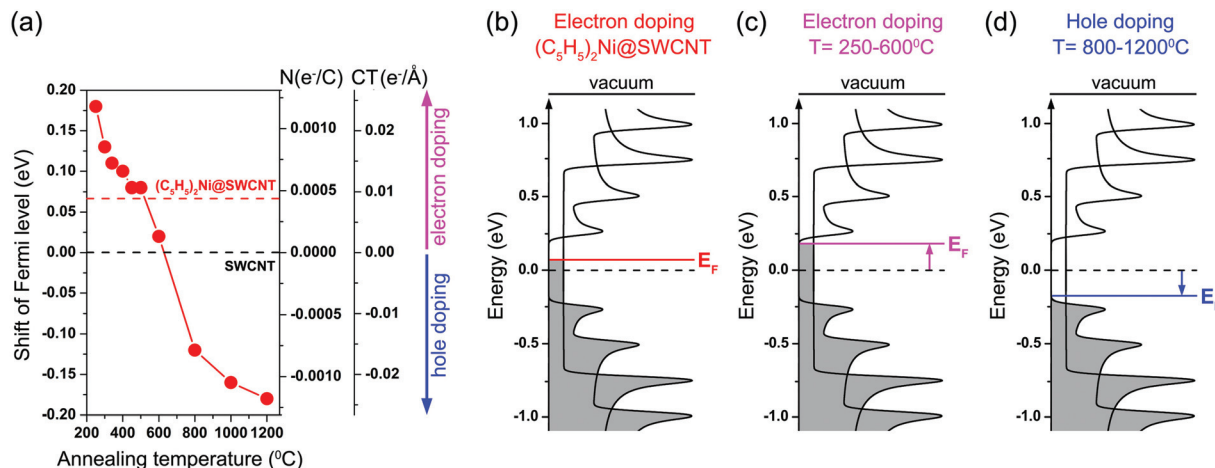 (a)
N(e⁻/C) CT(e⁻/Å)
Shift of Fermi level (eV)
0.20
0.15
0.10
0.05
0.00
-0.05
-0.10
-0.15
-0.20
(C₅H₅)₂Ni@SWCNT
SWCNT
200 400 600 800 1000 1200
Annealing temperature (⁰C)
0.0010
0.0005
0.0000
-0.0005
-0.0010
0.02
0.01
0.00
-0.01
-0.02
electron doping
hole doping
(b)
Electron doping
(C₅H₅)₂Ni@SWCNT
vacuum
Energy (eV)
1.0
0.5
0.0
-0.5
-1.0
E_F
(c)
Electron doping
T= 250-600⁰C
vacuum
Energy (eV)
1.0
0.5
0.0
-0.5
-1.0
E_F
(d)
Hole doping
T= 800-1200⁰C
vacuum
Energy (eV)
1.0
0.5
0.0
-0.5
-1.0
E